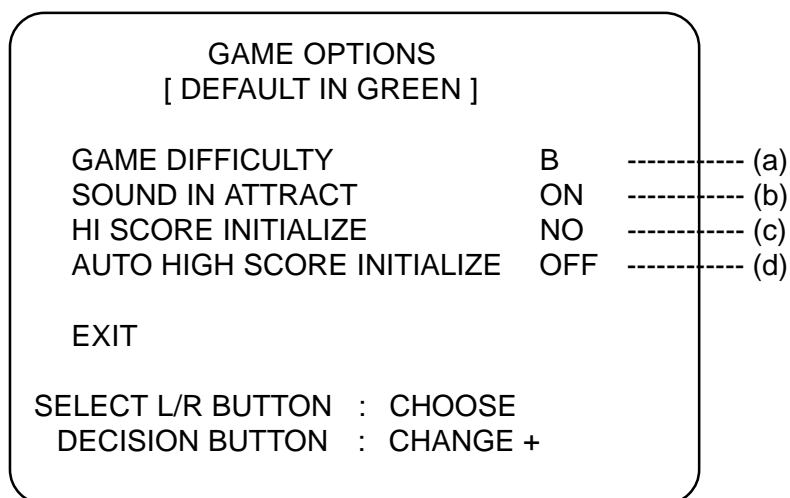 GAME OPTIONS
[ DEFAULT IN GREEN ]
GAME DIFFICULTY B ------------ (a)
SOUND IN ATTRACT ON ------------ (b)
HI SCORE INITIALIZE NO ------------ (c)
AUTO HIGH SCORE INITIALIZE OFF ------------ (d)
EXIT
SELECT L/R BUTTON : CHOOSE
DECISION BUTTON : CHANGE +